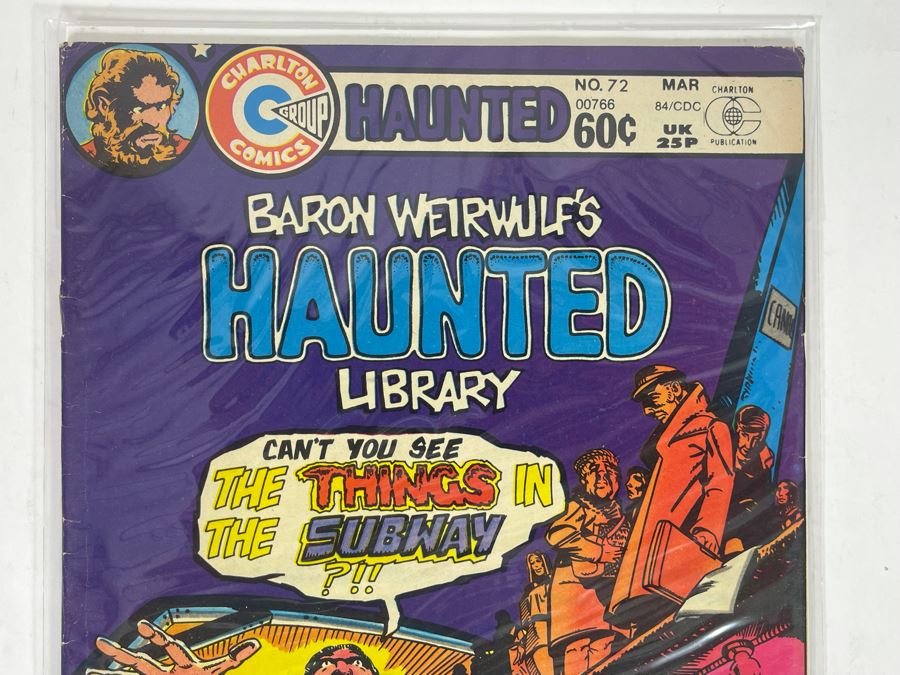 CHARLTON
COMICS
GROUP
HAUNTED
NO. 72
00766
60¢
MAR
84/CDC
UK
25P
CHARLTON
PUBLICATION
BARON WEIRWULF'S
HAUNTED
LIBRARY
CAN'T YOU SEE
THE THINGS IN
THE SUBWAY
?!!